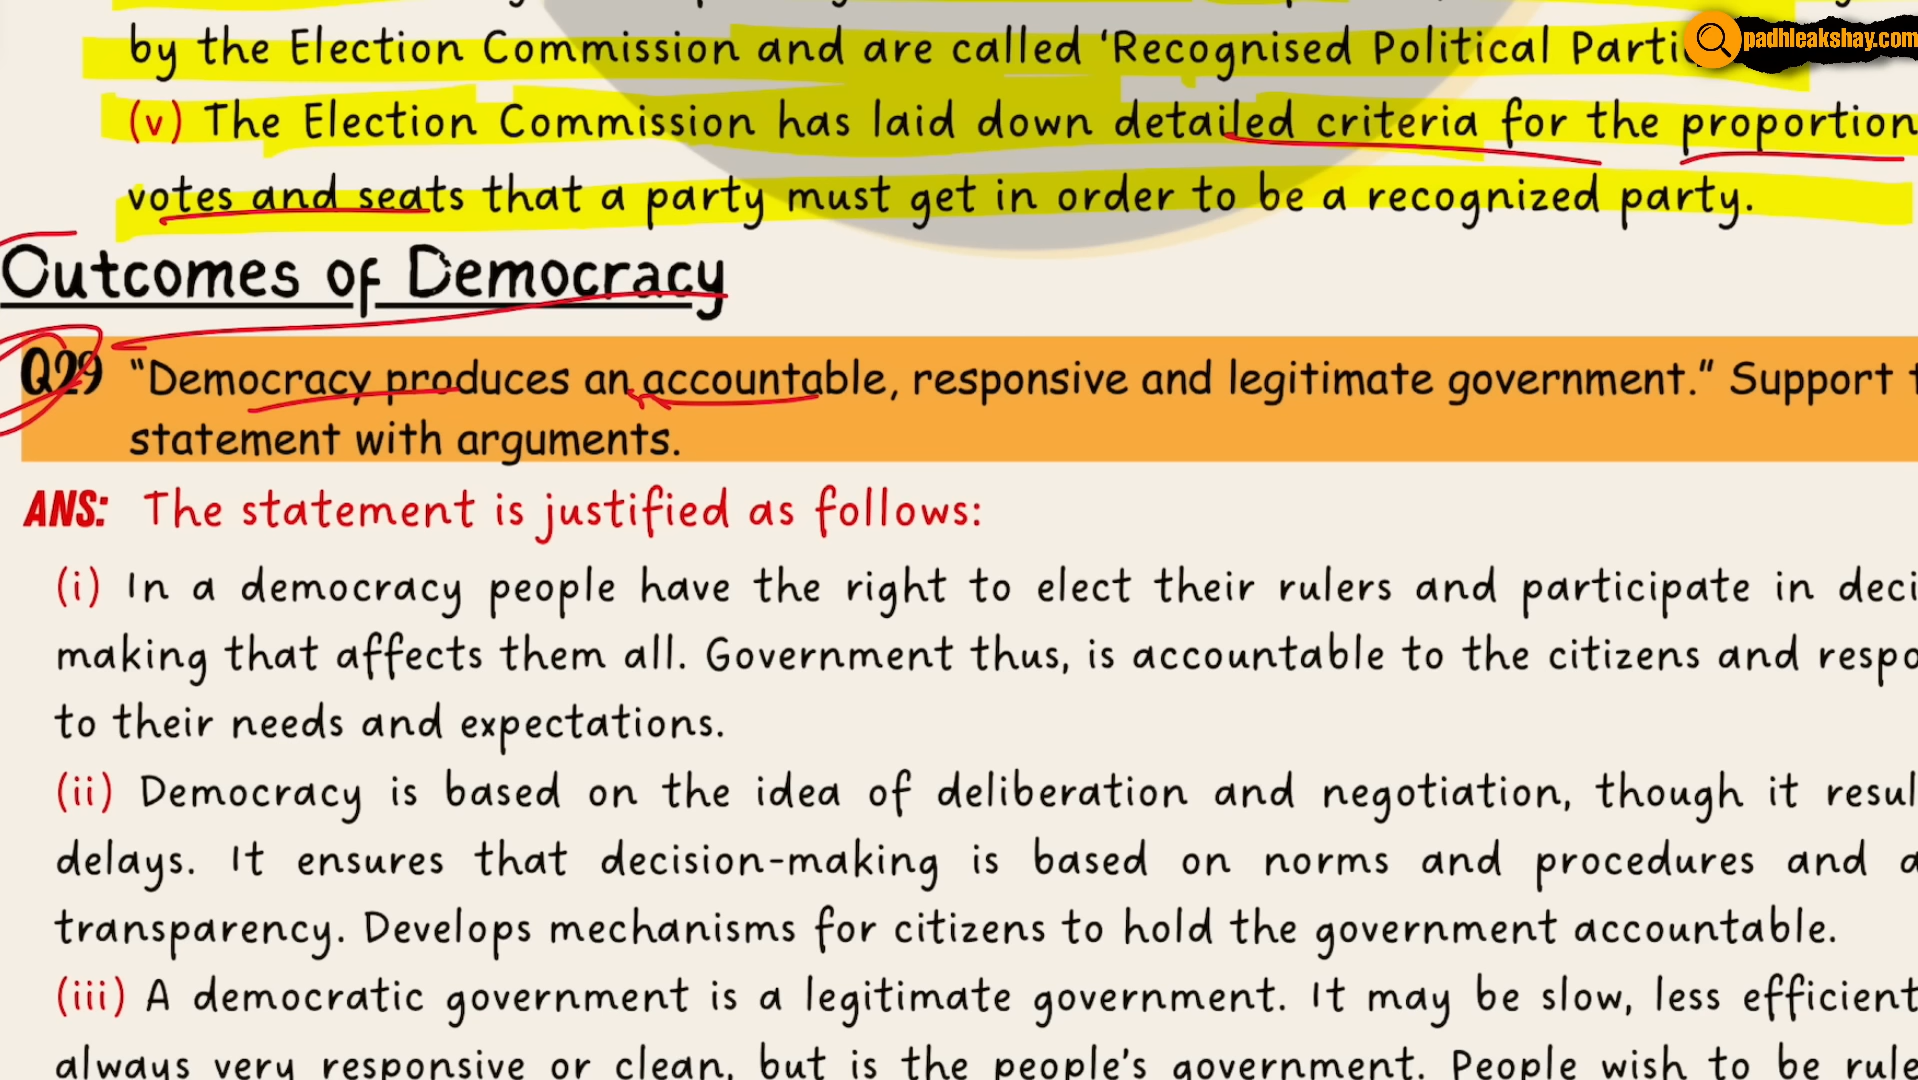 by the Election Commission and are called ‘Recognised Political Parti
padhleakshay.com
(v) The Election Commission has laid down detailed criteria for the proportion
votes and seats that a party must get in order to be a recognized party.
Outcomes of Democracy
Q29 “Democracy produces an accountable, responsive and legitimate government.” Support
statement with arguments.
ANS: The statement is justified as follows:
(i) In a democracy people have the right to elect their rulers and participate in deci
making that affects them all. Government thus, is accountable to the citizens and respo
to their needs and expectations.
(ii) Democracy is based on the idea of deliberation and negotiation, though it resul
delays. It ensures that decision-making is based on norms and procedures and
transparency. Develops mechanisms for citizens to hold the government accountable.
(iii) A democratic government is a legitimate government. It may be slow, less efficient
always very responsive or clean, but is the people’s government. People wish to be rule